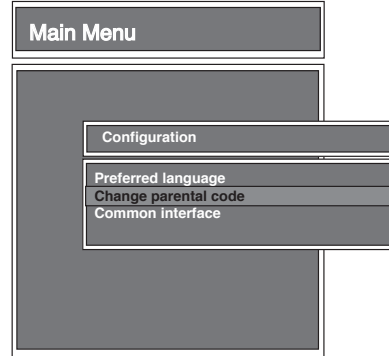 Main Menu
Configuration
Preferred language
Change parental code
Common interface